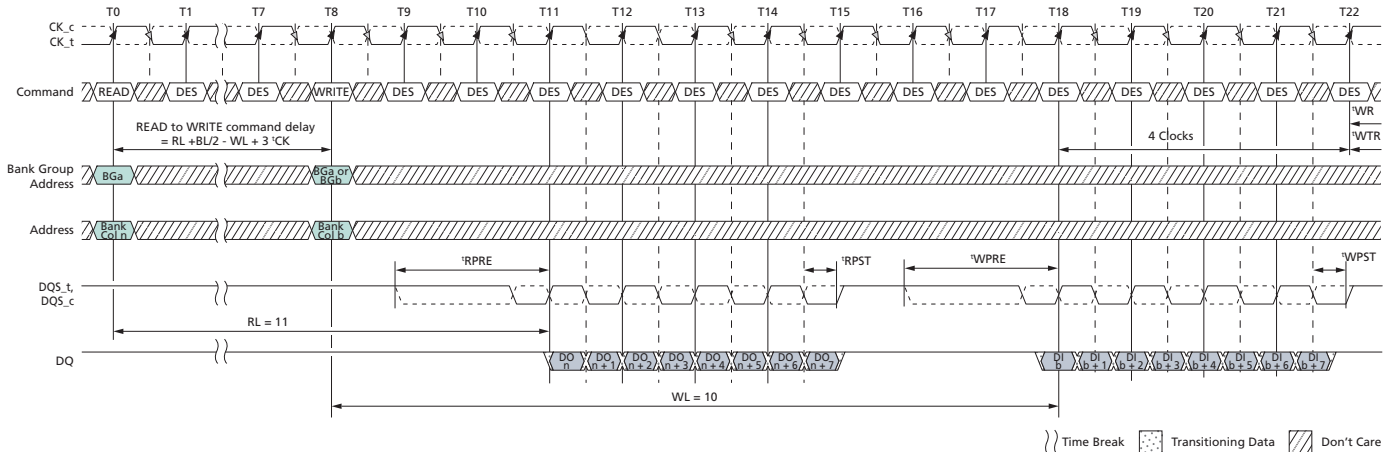 T0 T1 T7 T8 T9 T10 T11 T12 T13 T14 T15 T16 T17 T18 T19 T20 T21 T22
CK_c
CK_t
Command READ DES DES WRITE DES DES DES DES DES DES DES DES DES DES DES DES DES DES
READ to WRITE command delay
= RL +BL/2 - WL + 3 tCK
4 Clocks
tWR
tWTR
Bank Group
Address
BGa
BGa or
BGb
Address
Bank
Col n
Bank
Col b
tRPRE
tRPST
tWPRE
tWPST
DQS_t,
DQS_c
RL = 11
DQ
DO
n
DO
n + 1
DO
n + 2
DO
n + 3
DO
n + 4
DO
n + 5
DO
n + 6
DO
n + 7
DI
b
DI
b + 1
DI
b + 2
DI
b + 3
DI
b + 4
DI
b + 5
DI
b + 6
DI
b + 7
WL = 10
Time Break Transitioning Data Don't Care